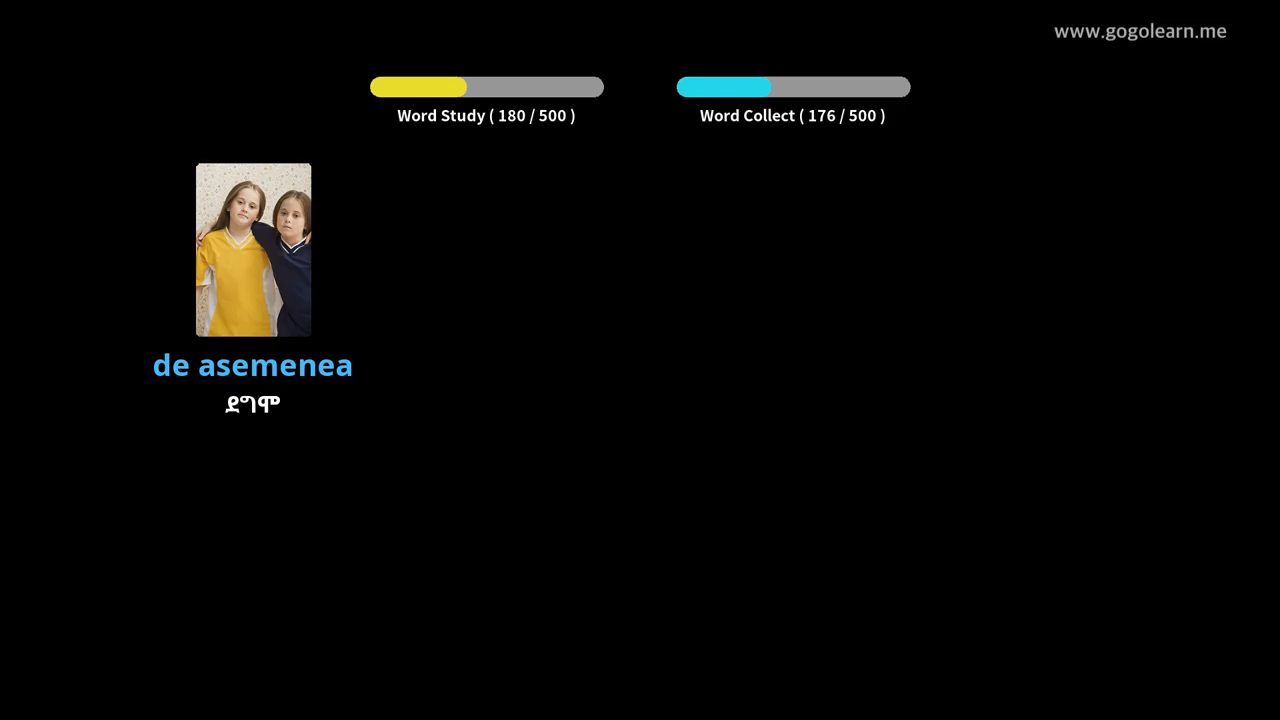 www.gogolearn.me
Word Study ( 180 / 500 )
Word Collect ( 176 / 500 )
de asemenea
ደግሞ